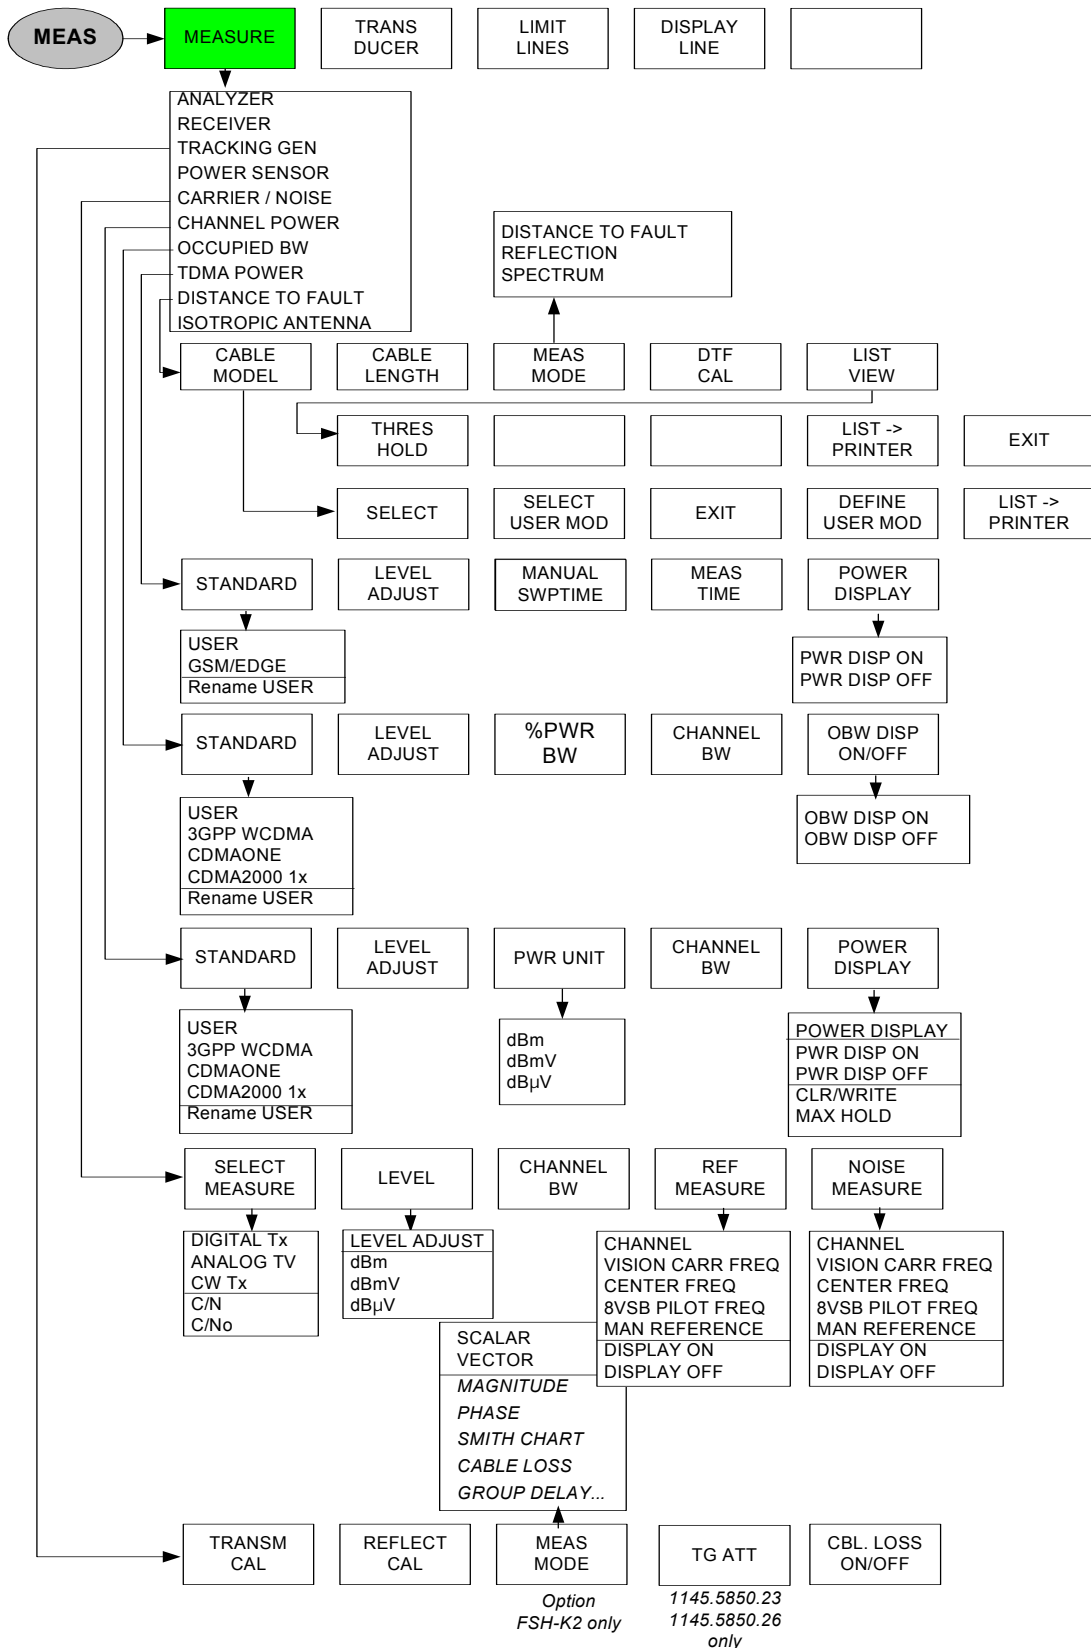 MEAS
MEASURE
TRANS
DUCER
LIMIT
LINES
DISPLAY
LINE
ANALYZER
RECEIVER
TRACKING GEN
POWER SENSOR
CARRIER / NOISE
CHANNEL POWER
OCCUPIED BW
TDMA POWER
DISTANCE TO FAULT
ISOTROPIC ANTENNA
DISTANCE TO FAULT
REFLECTION
SPECTRUM
CABLE
MODEL
CABLE
LENGTH
MEAS
MODE
DTF
CAL
LIST
VIEW
THRES
HOLD
LIST ->
PRINTER
EXIT
SELECT
SELECT
USER MOD
EXIT
DEFINE
USER MOD
LIST ->
PRINTER
STANDARD
LEVEL
ADJUST
MANUAL
SWPTIME
MEAS
TIME
POWER
DISPLAY
USER
GSM/EDGE
Rename USER
PWR DISP ON
PWR DISP OFF
STANDARD
LEVEL
ADJUST
%PWR
BW
CHANNEL
BW
OBW DISP
ON/OFF
USER
3GPP WCDMA
CDMAONE
CDMA2000 1x
Rename USER
OBW DISP ON
OBW DISP OFF
STANDARD
LEVEL
ADJUST
PWR UNIT
CHANNEL
BW
POWER
DISPLAY
USER
3GPP WCDMA
CDMAONE
CDMA2000 1x
Rename USER
dBm
dBmV
dBµV
POWER DISPLAY
PWR DISP ON
PWR DISP OFF
CLR/WRITE
MAX HOLD
SELECT
MEASURE
LEVEL
CHANNEL
BW
REF
MEASURE
NOISE
MEASURE
DIGITAL Tx
ANALOG TV
CW Tx
C/N
C/No
LEVEL ADJUST
dBm
dBmV
dBµV
CHANNEL
VISION CARR FREQ
CENTER FREQ
8VSB PILOT FREQ
MAN REFERENCE
DISPLAY ON
DISPLAY OFF
CHANNEL
VISION CARR FREQ
CENTER FREQ
8VSB PILOT FREQ
MAN REFERENCE
DISPLAY ON
DISPLAY OFF
SCALAR
VECTOR
MAGNITUDE
PHASE
SMITH CHART
CABLE LOSS
GROUP DELAY...
TRANSM
CAL
REFLECT
CAL
MEAS
MODE
TG ATT
CBL. LOSS
ON/OFF
Option
FSH-K2 only
1145.5850.23
1145.5850.26
only